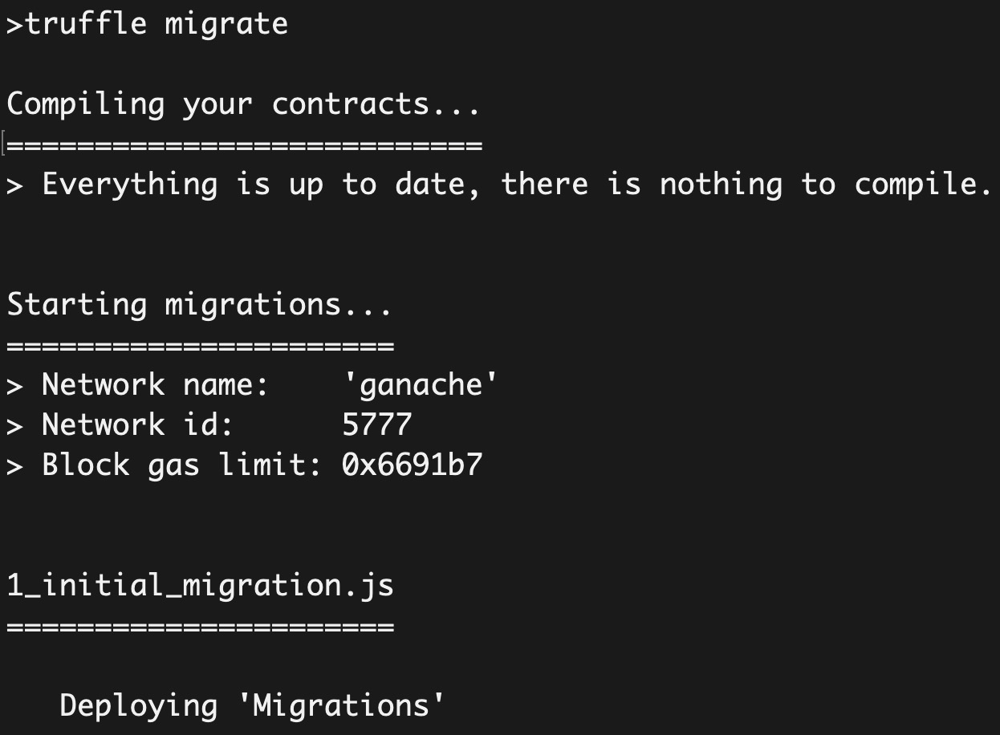 >truffle migrate
Compiling your contracts...
===========================
> Everything is up to date, there is nothing to compile.
Starting migrations...
======================
> Network name:    'ganache'
> Network id:      5777
> Block gas limit: 0x6691b7
1_initial_migration.js
======================
   Deploying 'Migrations'